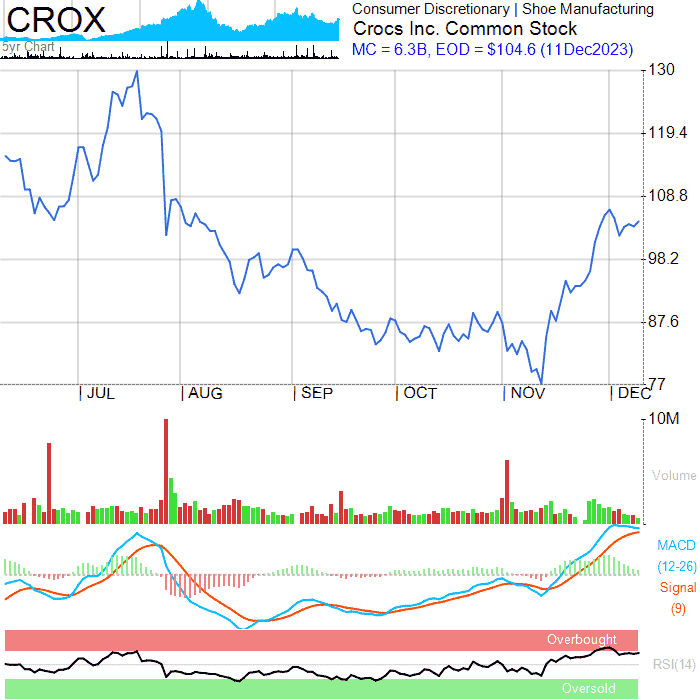 CROX
5yr Chart
Consumer Discretionary | Shoe Manufacturing
Crocs Inc. Common Stock
MC = 6.3B, EOD = $104.6 (11Dec2023)
130
119.4
108.8
98.2
87.6
77
JUL AUG SEP OCT NOV DEC
10M
Volume
MACD
(12-26)
Signal
(9)
Overbought
RSI(14)
Oversold